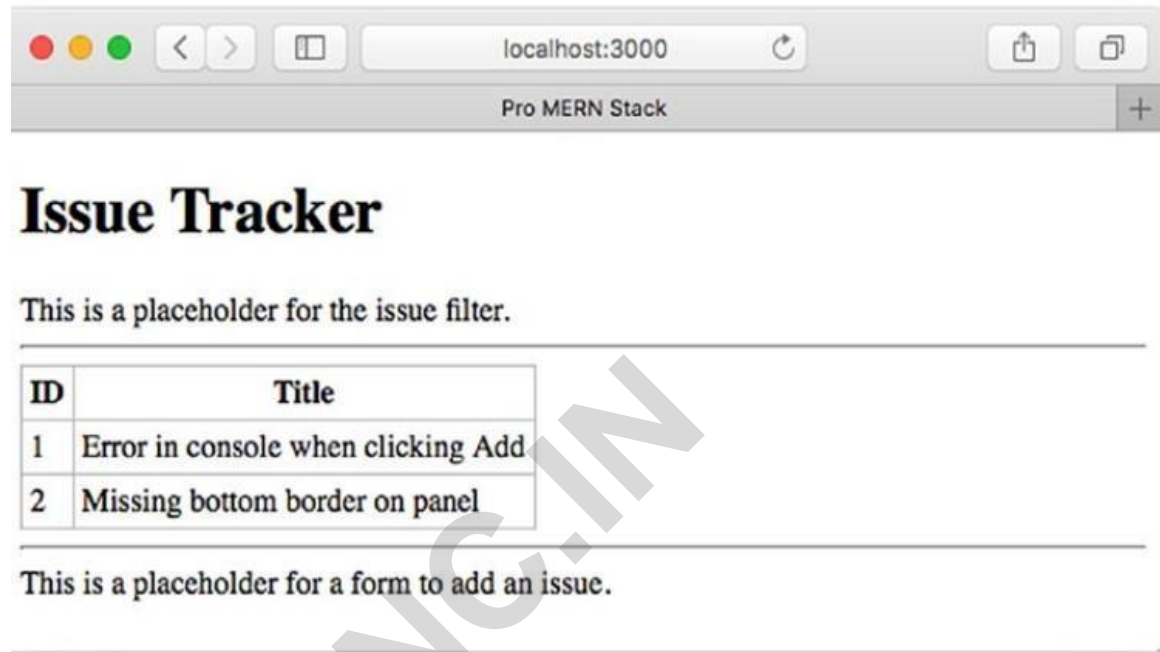 localhost:3000
Pro MERN Stack
Issue Tracker
This is a placeholder for the issue filter.
ID Title
1 Error in console when clicking Add
2 Missing bottom border on panel
This is a placeholder for a form to add an issue.
NC.IN